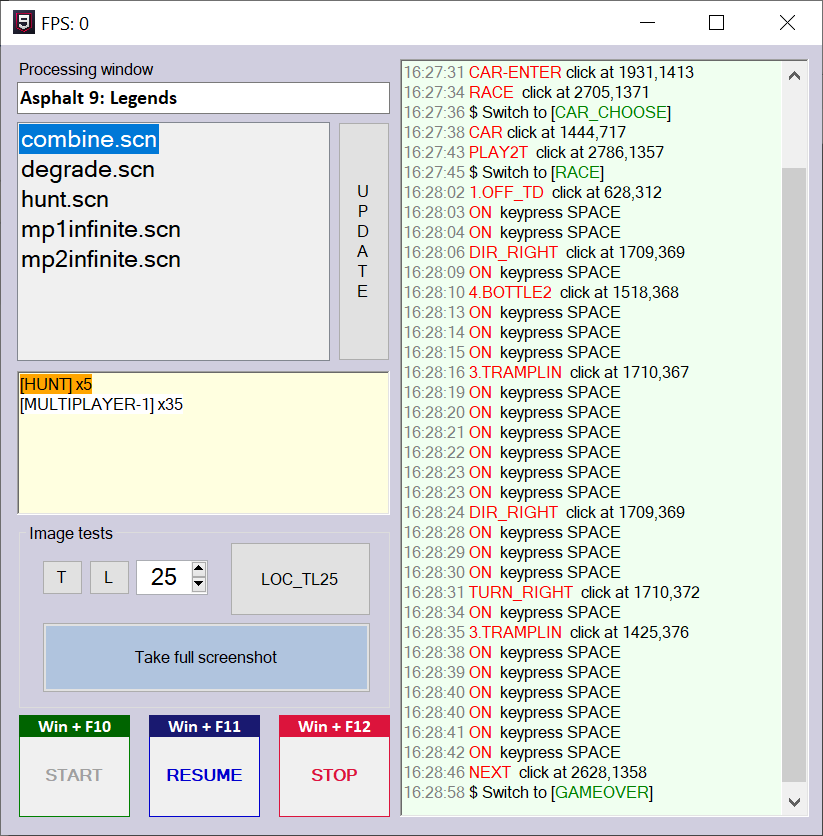 FPS: 0
Processing window
Asphalt 9: Legends
combine.scn
degrade.scn
hunt.scn
mp1infinite.scn
mp2infinite.scn
UPDATE
[HUNT] x5
[MULTIPLAYER-1] x35
Image tests
T
L
25
LOC_TL25
Take full screenshot
Win + F10
START
Win + F11
RESUME
Win + F12
STOP
16:27:31 CAR-ENTER click at 1931,1413
16:27:34 RACE click at 2705,1371
16:27:36 $ Switch to [CAR_CHOOSE]
16:27:38 CAR click at 1444,717
16:27:43 PLAY2T click at 2786,1357
16:27:45 $ Switch to [RACE]
16:28:02 1.OFF_TD click at 628,312
16:28:03 ON keypress SPACE
16:28:04 ON keypress SPACE
16:28:06 DIR_RIGHT click at 1709,369
16:28:09 ON keypress SPACE
16:28:10 4.BOTTLE2 click at 1518,368
16:28:13 ON keypress SPACE
16:28:14 ON keypress SPACE
16:28:15 ON keypress SPACE
16:28:16 3.TRAMPLIN click at 1710,367
16:28:19 ON keypress SPACE
16:28:20 ON keypress SPACE
16:28:21 ON keypress SPACE
16:28:22 ON keypress SPACE
16:28:23 ON keypress SPACE
16:28:23 ON keypress SPACE
16:28:24 DIR_RIGHT click at 1709,369
16:28:28 ON keypress SPACE
16:28:29 ON keypress SPACE
16:28:30 ON keypress SPACE
16:28:31 TURN_RIGHT click at 1710,372
16:28:34 ON keypress SPACE
16:28:35 3.TRAMPLIN click at 1425,376
16:28:38 ON keypress SPACE
16:28:39 ON keypress SPACE
16:28:40 ON keypress SPACE
16:28:40 ON keypress SPACE
16:28:41 ON keypress SPACE
16:28:42 ON keypress SPACE
16:28:46 NEXT click at 2628,1358
16:28:58 $ Switch to [GAMEOVER]